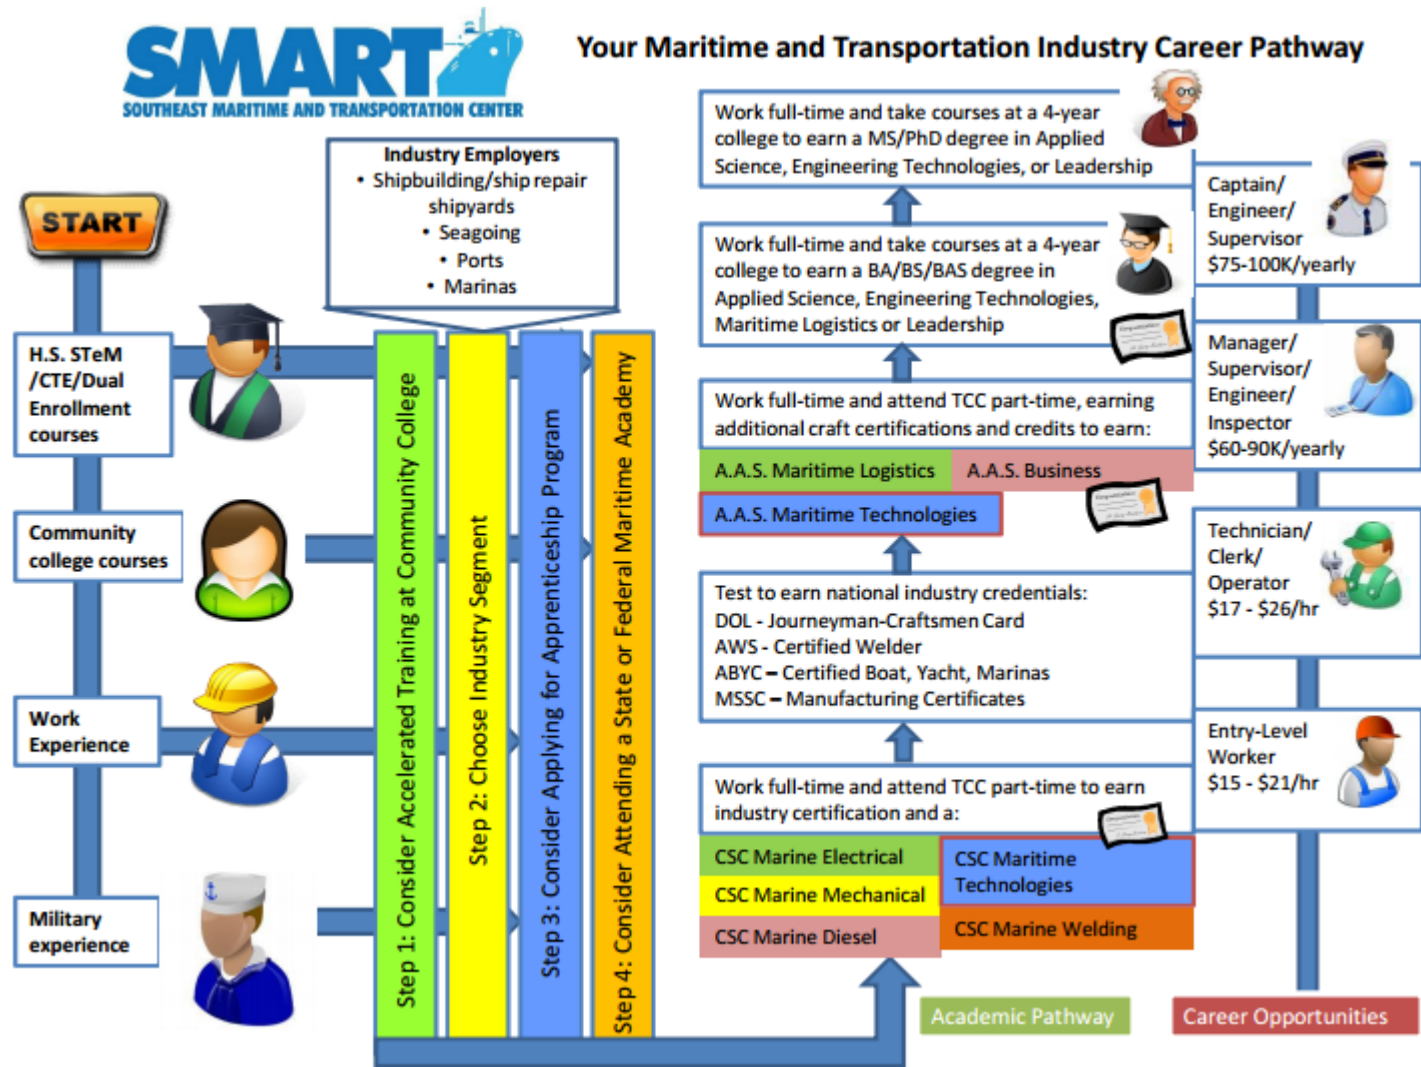 SMART
SOUTHEAST MARITIME AND TRANSPORTATION CENTER
Your Maritime and Transportation Industry Career Pathway
START
Industry Employers
• Shipbuilding/ship repair
shipyards
• Seagoing
• Ports
• Marinas
H.S. STeM
/CTE/Dual
Enrollment
courses
Community
college courses
Work
Experience
Military
experience
Step 1: Consider Accelerated Training at Community College
Step 2: Choose Industry Segment
Step 3: Consider Applying for Apprenticeship Program
Step 4: Consider Attending a State or Federal Maritime Academy
Work full-time and take courses at a 4-year
college to earn a MS/PhD degree in Applied
Science, Engineering Technologies, or Leadership
Work full-time and take courses at a 4-year
college to earn a BA/BS/BAS degree in
Applied Science, Engineering Technologies,
Maritime Logistics or Leadership
Work full-time and attend TCC part-time, earning
additional craft certifications and credits to earn:
A.A.S. Maritime Logistics
A.A.S. Business
A.A.S. Maritime Technologies
Test to earn national industry credentials:
DOL - Journeyman-Craftsmen Card
AWS - Certified Welder
ABYC – Certified Boat, Yacht, Marinas
MSSC – Manufacturing Certificates
Work full-time and attend TCC part-time to earn
industry certification and a:
CSC Marine Electrical
CSC Marine Mechanical
CSC Marine Diesel
CSC Maritime
Technologies
CSC Marine Welding
Academic Pathway
Captain/
Engineer/
Supervisor
$75-100K/yearly
Manager/
Supervisor/
Engineer/
Inspector
$60-90K/yearly
Technician/
Clerk/
Operator
$17 - $26/hr
Entry-Level
Worker
$15 - $21/hr
Career Opportunities